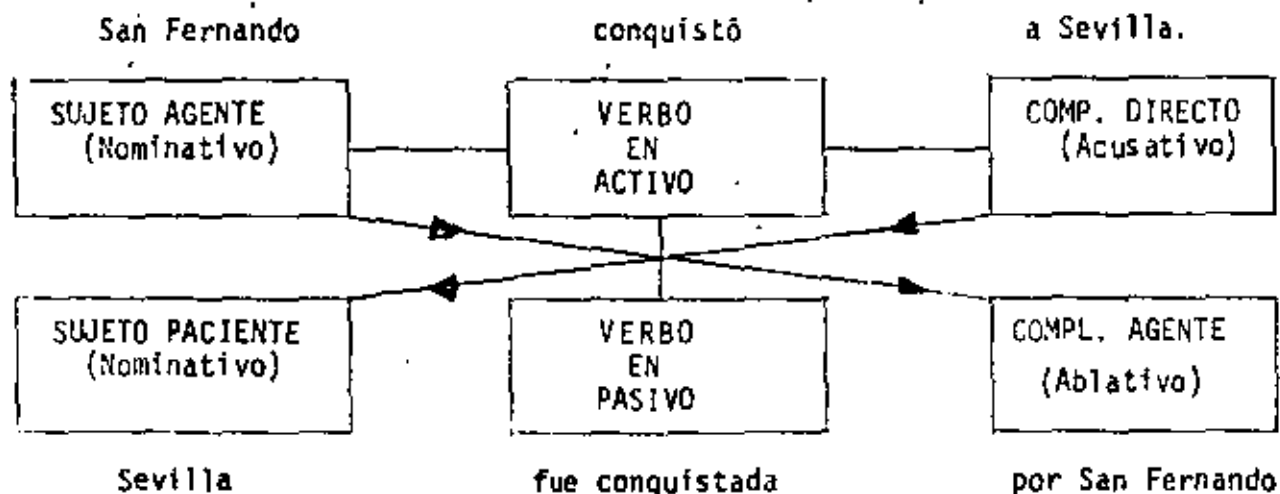 San Fernando conquistó a Sevilla.
SUJETO AGENTE
(Nominativo)
VERBO
EN
ACTIVO
COMP. DIRECTO
(Acusativo)
SUJETO PACIENTE
(Nominativo)
VERBO
EN
PASIVO
COMPL. AGENTE
(Ablativo)
Sevilla fue conquistada por San Fernando